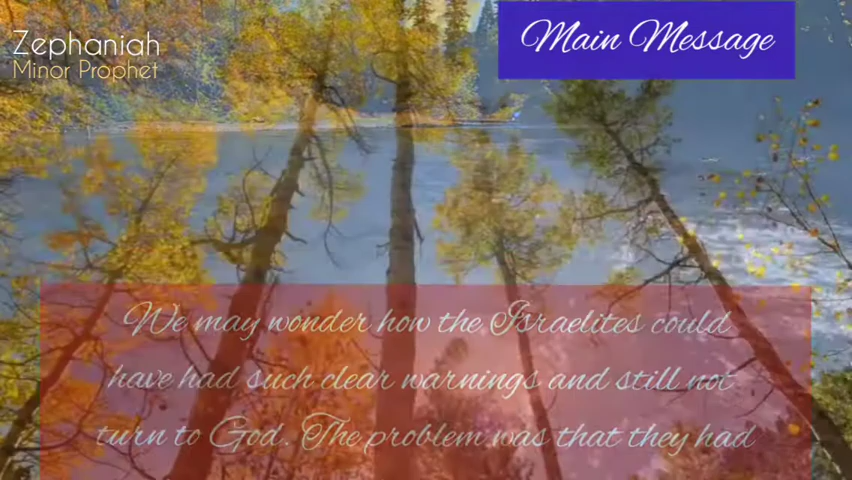 Zephaniah
Minor Prophet
Main Message
We may wonder how the Israelites could
have had such clear warnings and still not
turn to God. The problem was that they had